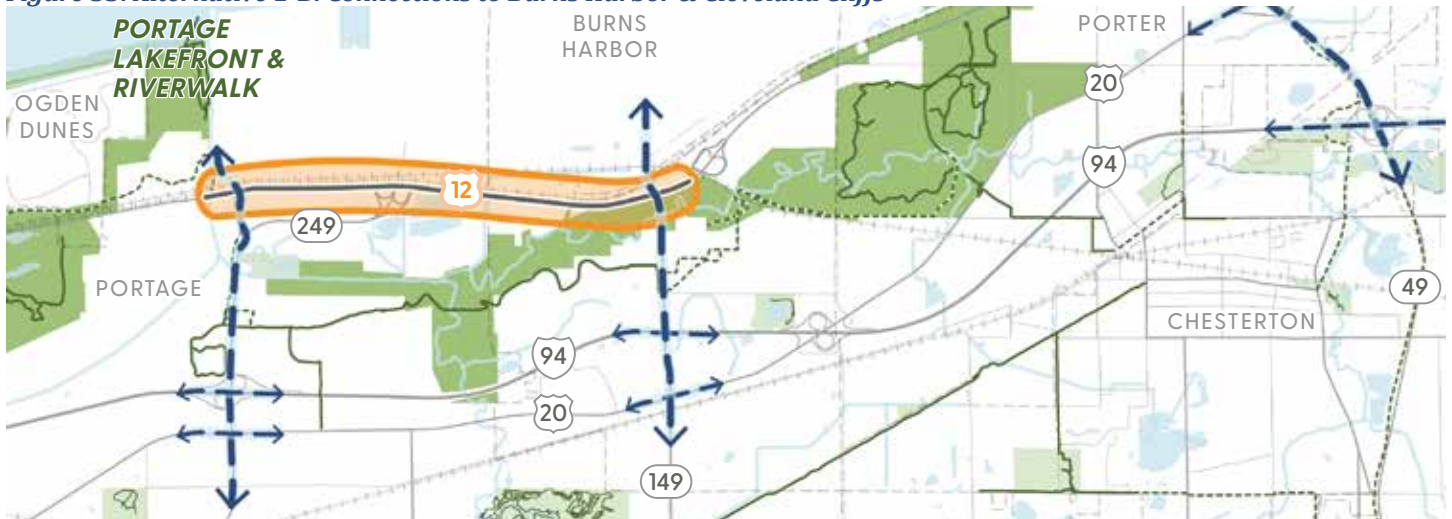 PORTAGE
LAKEFRONT &
RIVERWALK
BURNS
HARBOR
PORTER
OGDEN
DUNES
20
94
12
249
PORTAGE
49
CHESTERTON
94
20
149